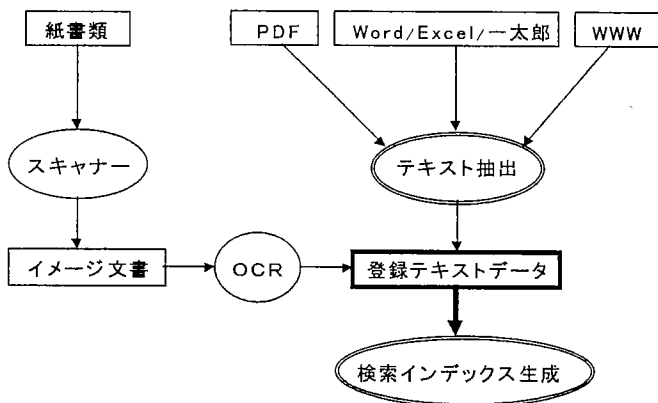 紙書類
PDF
Word/Excel/一太郎
WWW
スキャナー
テキスト抽出
イメージ文書
OCR
登録テキストデータ
検索インデックス生成